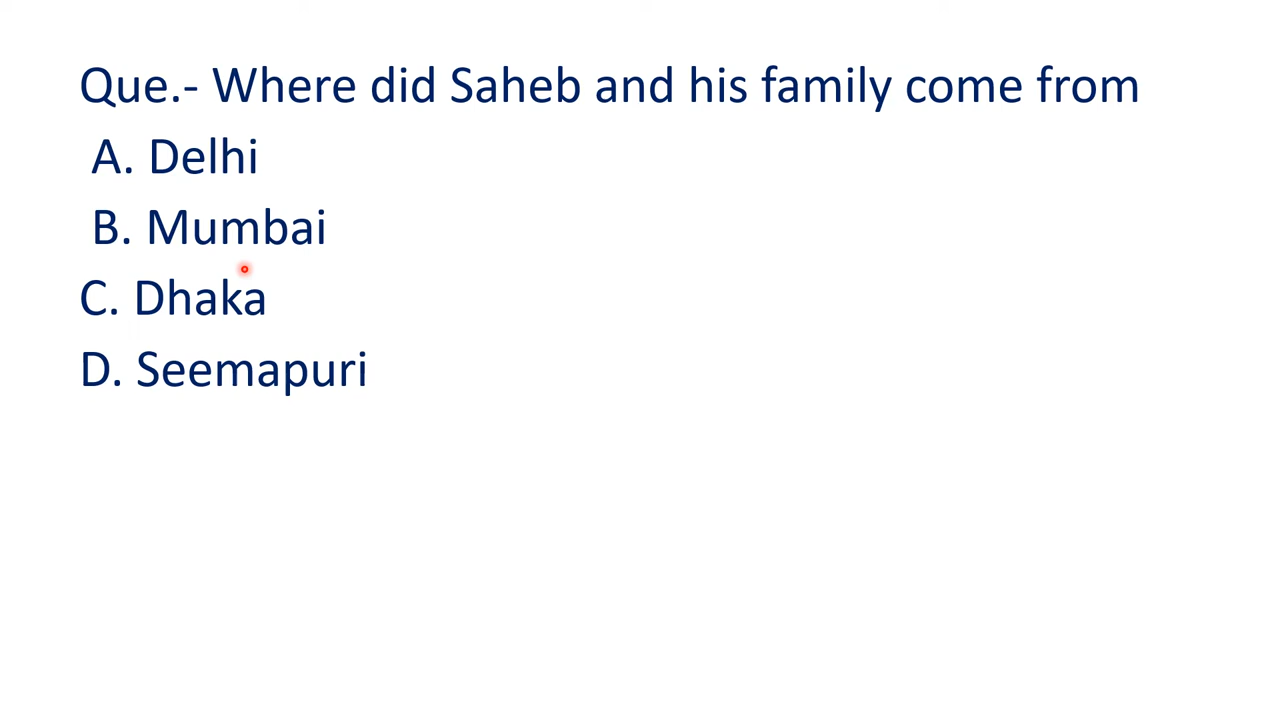 Que.- Where did Saheb and his family come from
A. Delhi
B. Mumbai
C. Dhaka
D. Seemapuri